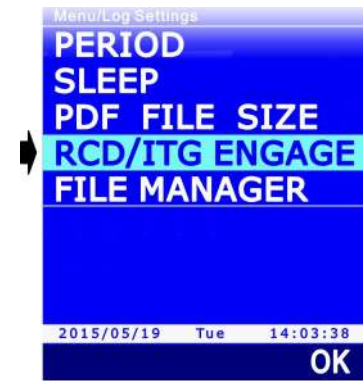 Menu/Log Settings
PERIOD
SLEEP
PDF FILE SIZE
RCD/ITG ENGAGE
FILE MANAGER
2015/05/19 Tue 14:03:38
OK